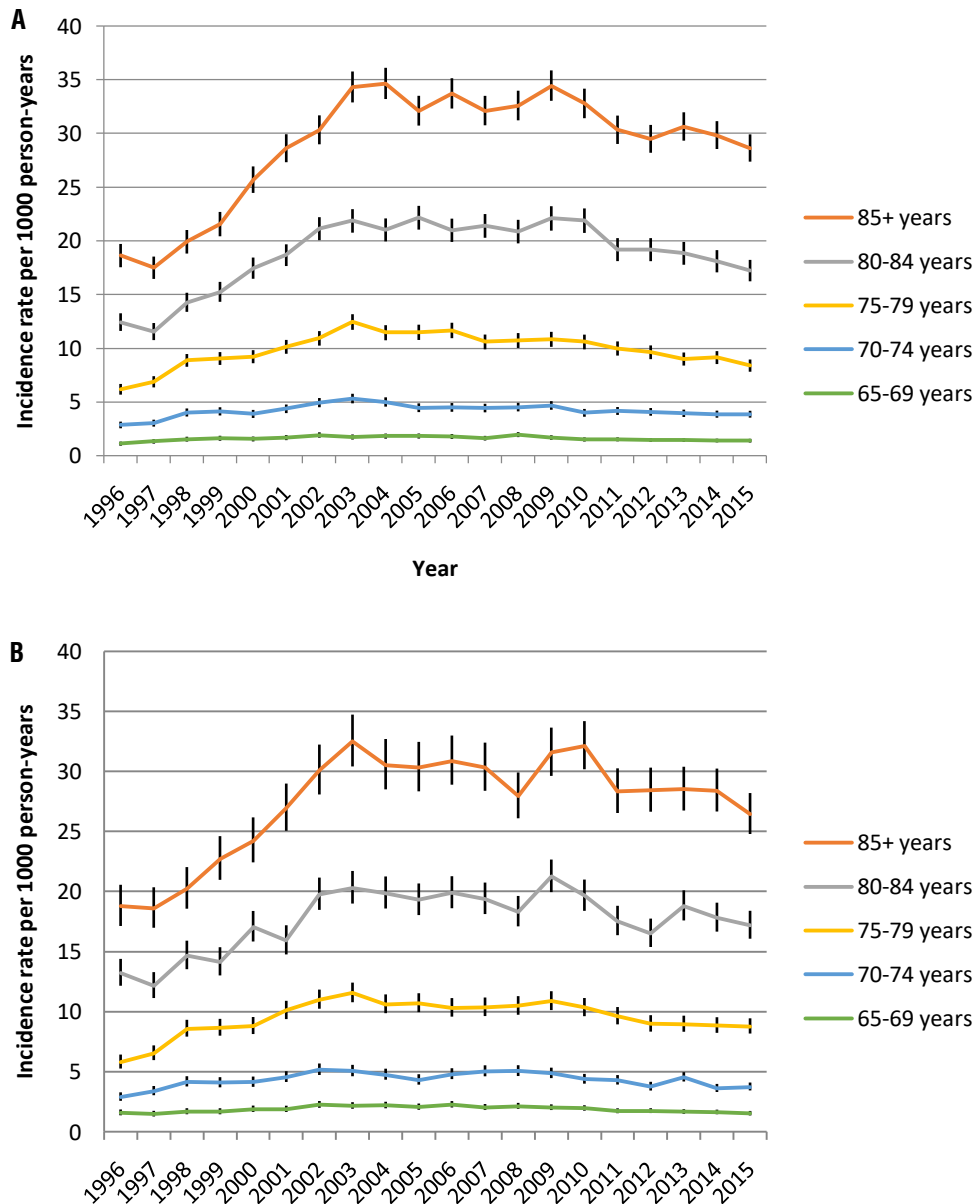 A
Incidence rate per 1000 person-years
40
35
30
25
20
15
10
5
0
1996 1997 1998 1999 2000 2001 2002 2003 2004 2005 2006 2007 2008 2009 2010 2011 2012 2013 2014 2015
Year
85+ years
80-84 years
75-79 years
70-74 years
65-69 years
B
Incidence rate per 1000 person-years
40
35
30
25
20
15
10
5
0
1996 1997 1998 1999 2000 2001 2002 2003 2004 2005 2006 2007 2008 2009 2010 2011 2012 2013 2014 2015
85+ years
80-84 years
75-79 years
70-74 years
65-69 years